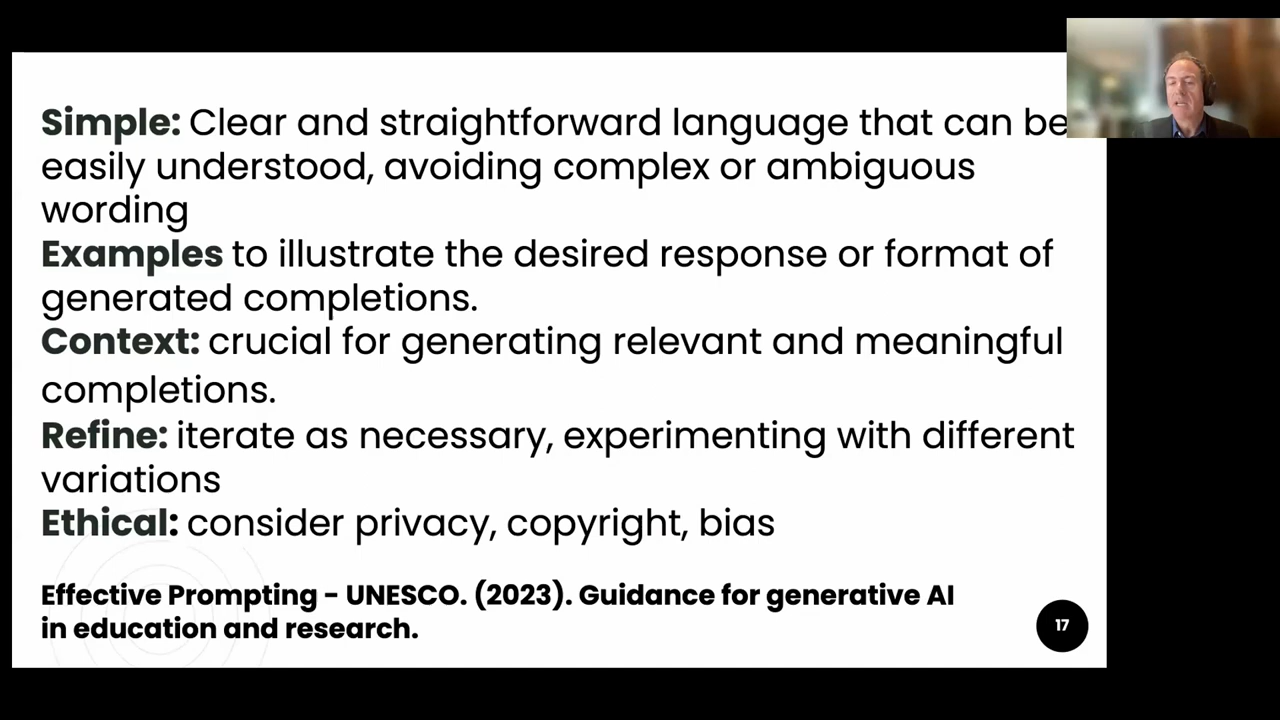 Simple: Clear and straightforward language that can be
easily understood, avoiding complex or ambiguous
wording
Examples to illustrate the desired response or format of
generated completions.
Context: crucial for generating relevant and meaningful
completions.
Refine: iterate as necessary, experimenting with different
variations
Ethical: consider privacy, copyright, bias
Effective Prompting - UNESCO. (2023). Guidance for generative AI
in education and research.
17